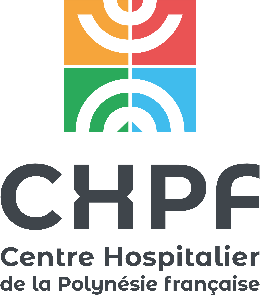 CHPF
Centre Hospitalier
de la Polynésie française